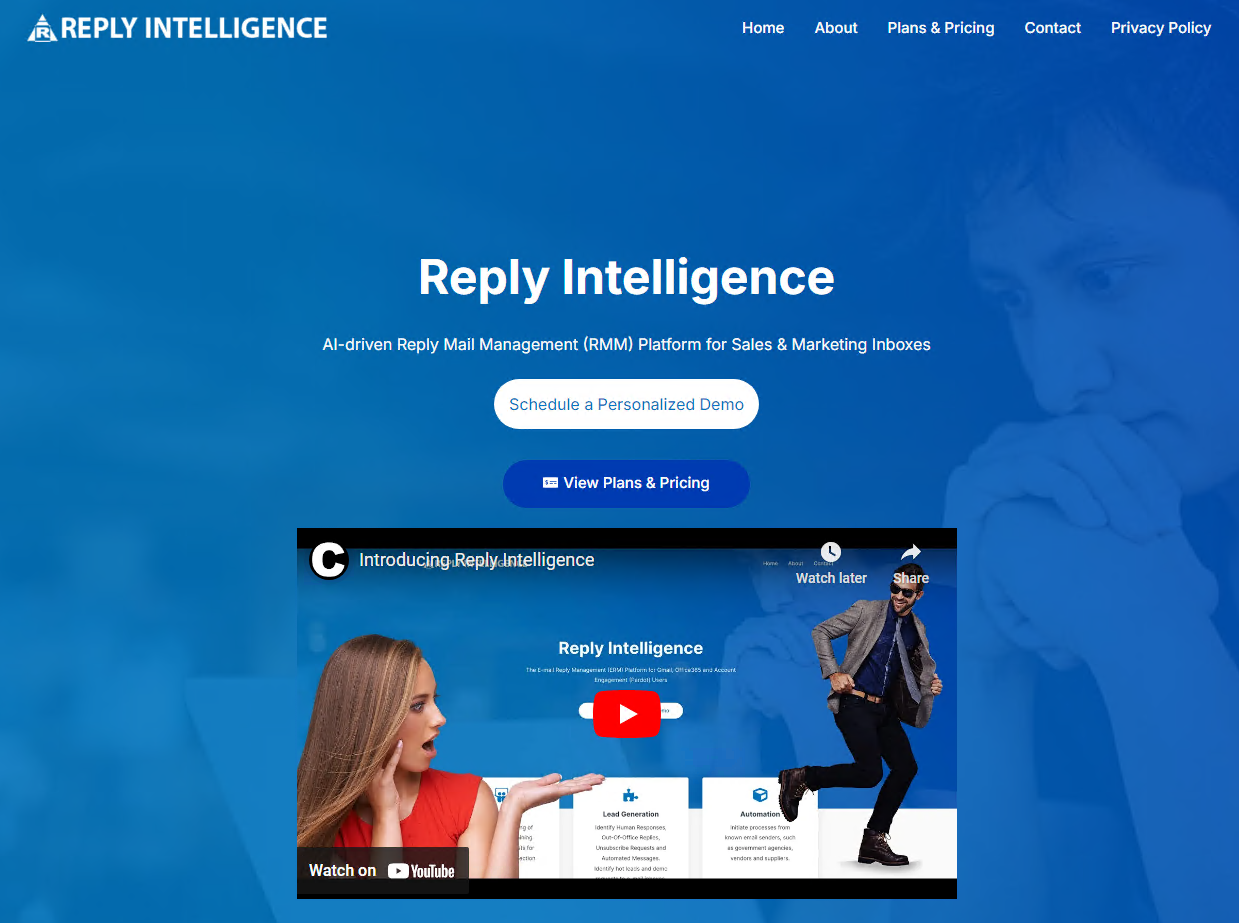 REPLY INTELLIGENCE
Home About Plans & Pricing Contact Privacy Policy
Reply Intelligence
AI-driven Reply Mail Management (RMM) Platform for Sales & Marketing Inboxes
Schedule a Personalized Demo
View Plans & Pricing
C Introducing Reply Intelligence
Home About Contact
Watch later Share
Reply Intelligence
The E-mail Reply Management (ERM) Platform for Gmail, Office365 and Account
Engagement (Pardot) Users
Lead Generation
Identify Human Responses,
Out-Of-Office Replies,
Unsubscribe Requests and
Automated Messages.
Identify hot leads and demo
Automation
Initiate processes from
known email senders, such
as government agencies,
vendors and suppliers.
Watch on YouTube